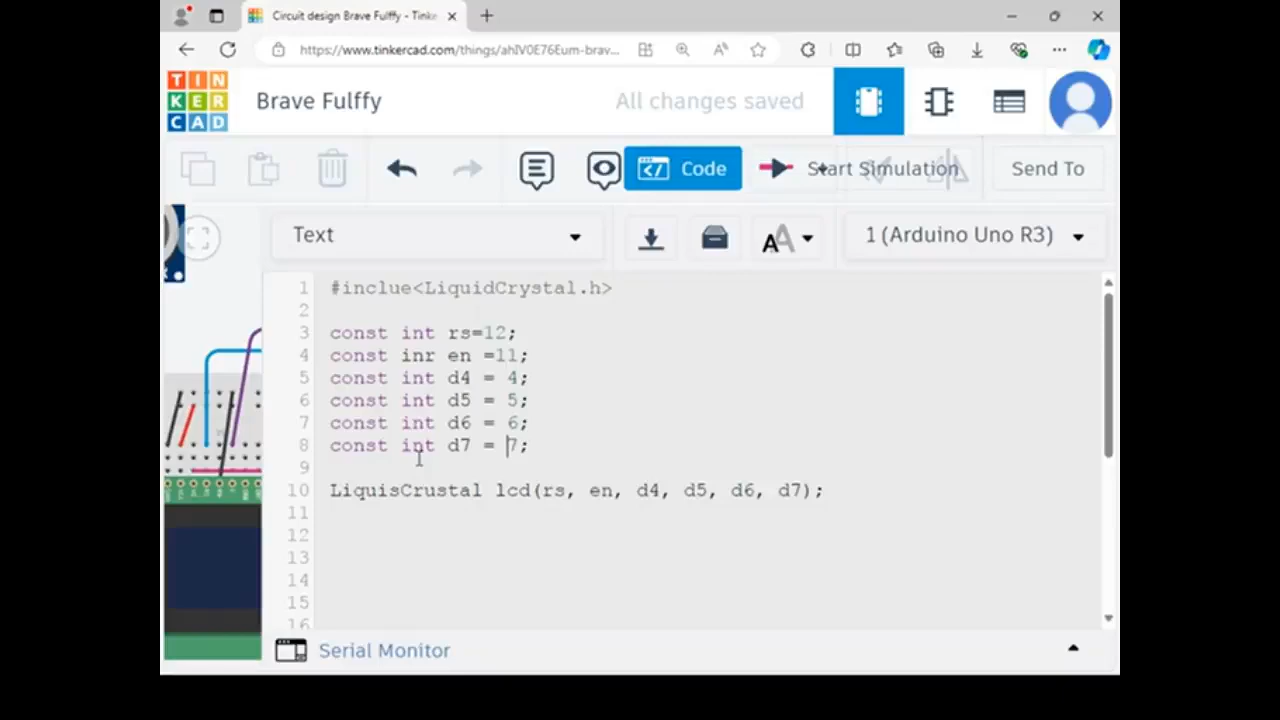 Circuit design Brave Fulffy - Tinke
https://www.tinkercad.com/things/ahIV0E76Eum-brav...
TIN
KER
CAD
Brave Fulffy
All changes saved
Code
Start Simulation
Send To
Text
1 (Arduino Uno R3)
1 #inclue<LiquidCrystal.h>
2
3 const int rs=12;
4 const inr en =11;
5 const int d4 = 4;
6 const int d5 = 5;
7 const int d6 = 6;
8 const int d7 = 7;
9
10 LiquisCrustal lcd(rs, en, d4, d5, d6, d7);
11
12
13
14
15
16
Serial Monitor